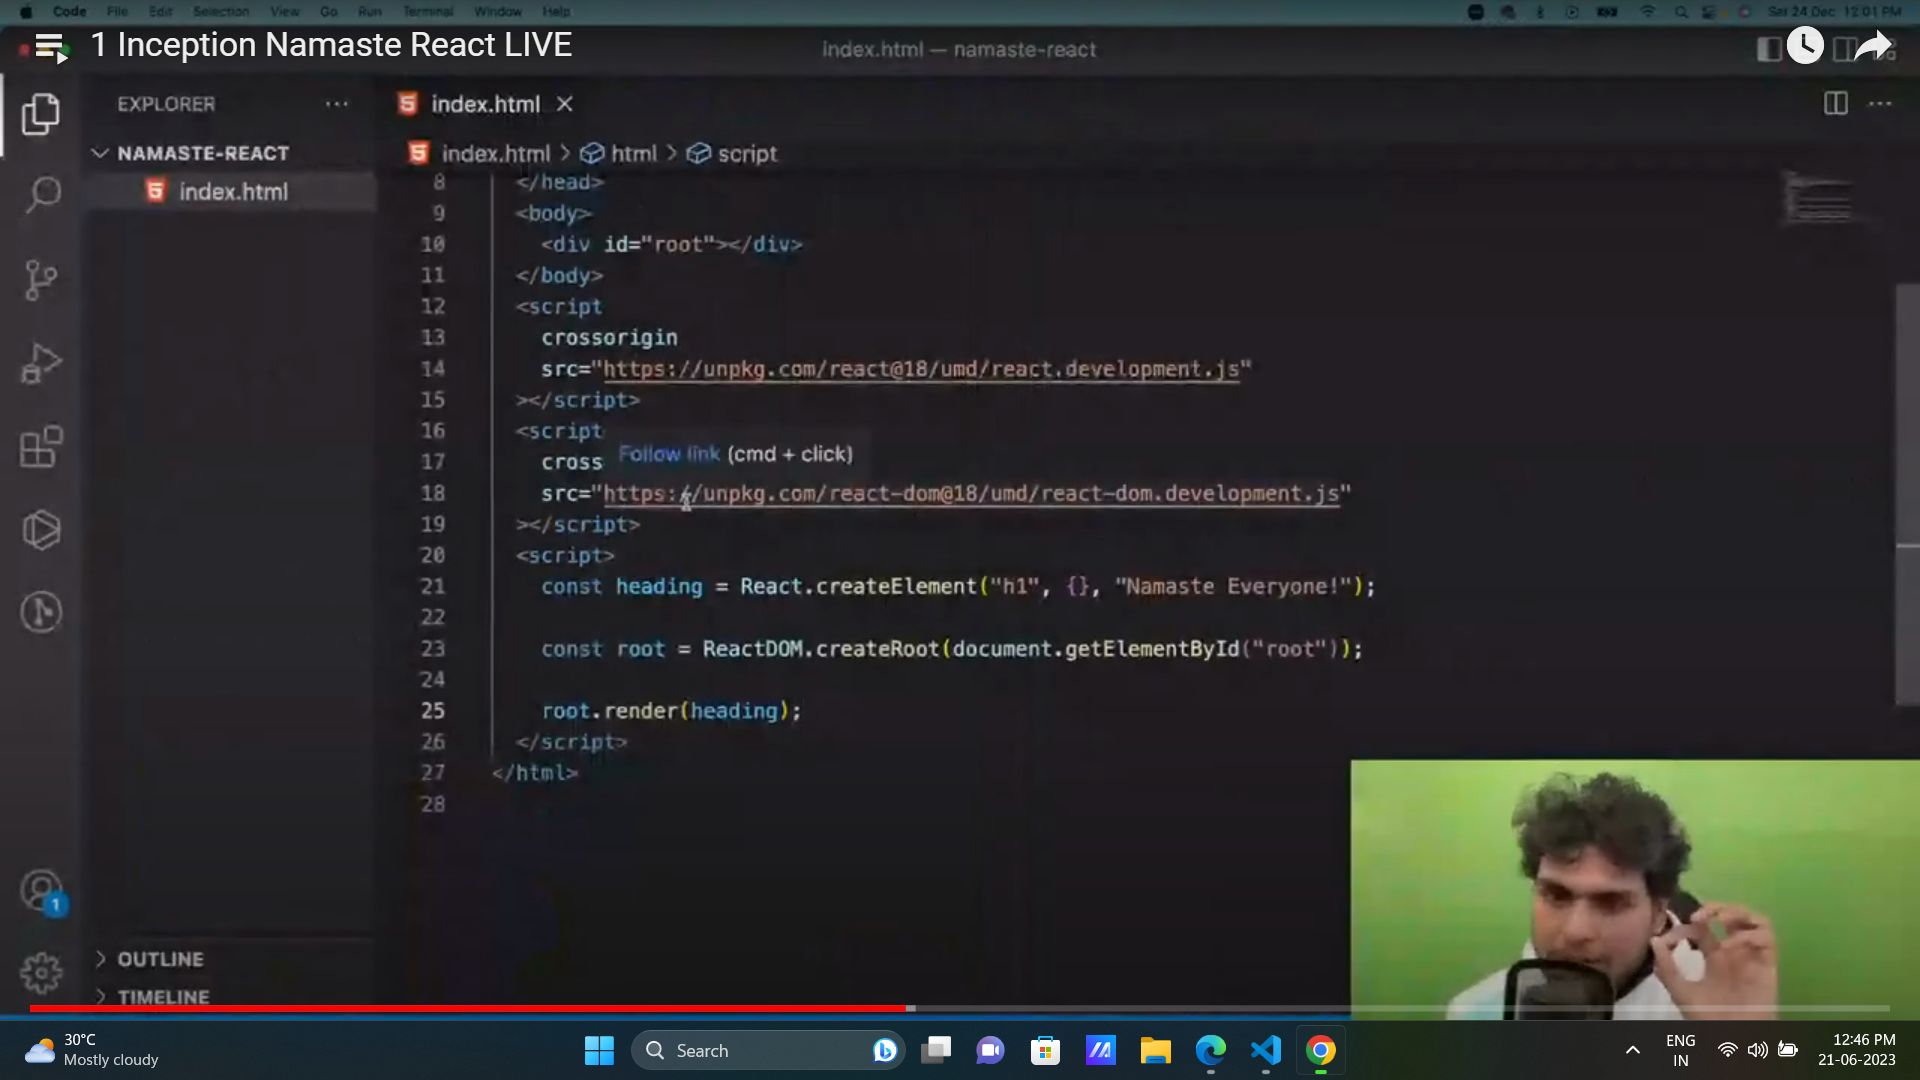 Code File Edit Selection View Go Run Terminal Window Help
Sat 24 Dec 12:01 PM
1 Inception Namaste React LIVE
index.html — namaste-react
EXPLORER
index.html
NAMASTE-REACT
index.html > html > script
index.html
8 </head>
9 <body>
10 <div id="root"></div>
11 </body>
12 <script
13 crossorigin
14 src="https://unpkg.com/react@18/umd/react.development.js"
15 ></script>
16 <script
Follow link (cmd + click)
17 cross
18 src="https://unpkg.com/react-dom@18/umd/react-dom.development.js"
19 ></script>
20 <script>
21 const heading = React.createElement("h1", {}, "Namaste Everyone!");
22
23 const root = ReactDOM.createRoot(document.getElementById("root"));
24
25 root.render(heading);
26 </script>
27 </html>
28
1
OUTLINE
TIMELINE
30°C
Mostly cloudy
Search
ENG
IN
12:46 PM
21-06-2023